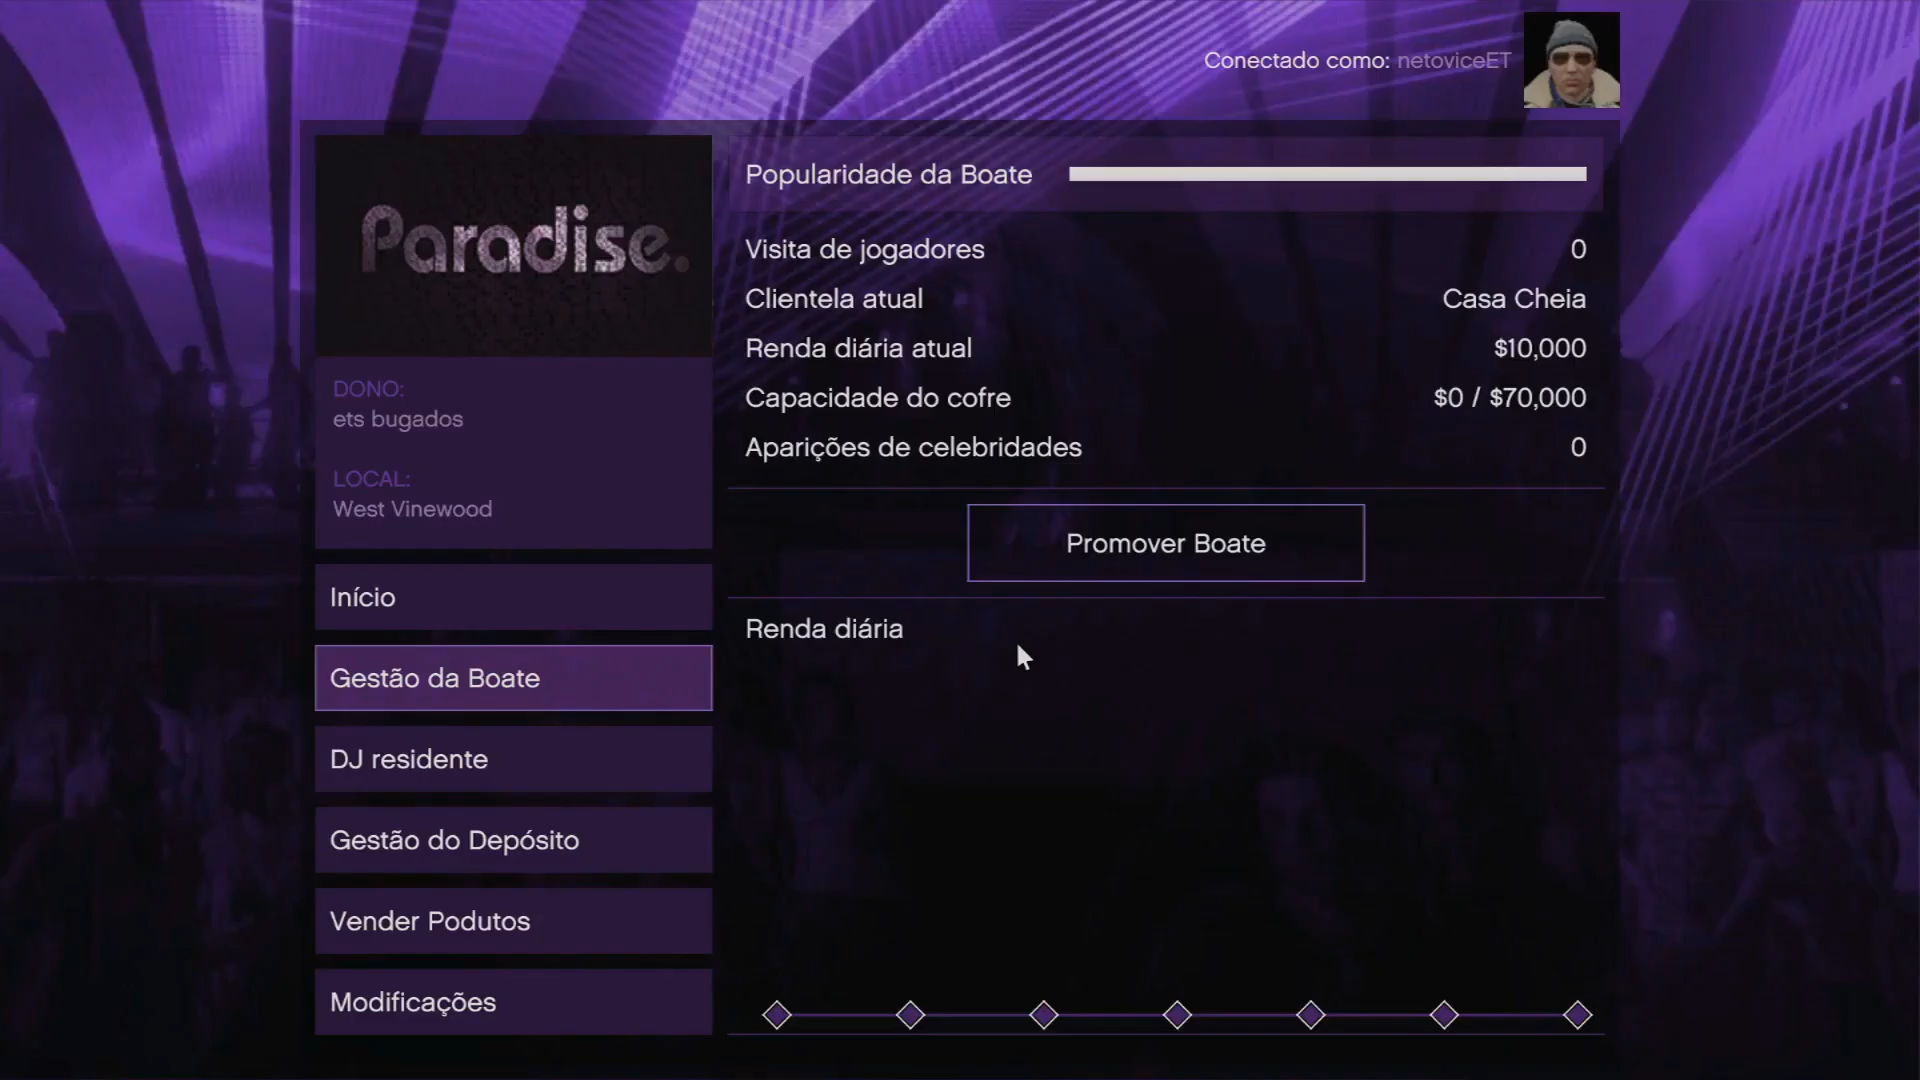 Conectado como: netoviceET
Paradise.
DONO:
ets bugados
LOCAL:
West Vinewood
Início
Gestão da Boate
DJ residente
Gestão do Depósito
Vender Podutos
Modificações
Popularidade da Boate
Visita de jogadores 0
Clientela atual Casa Cheia
Renda diária atual $10,000
Capacidade do cofre $0 / $70,000
Aparições de celebridades 0
Promover Boate
Renda diária